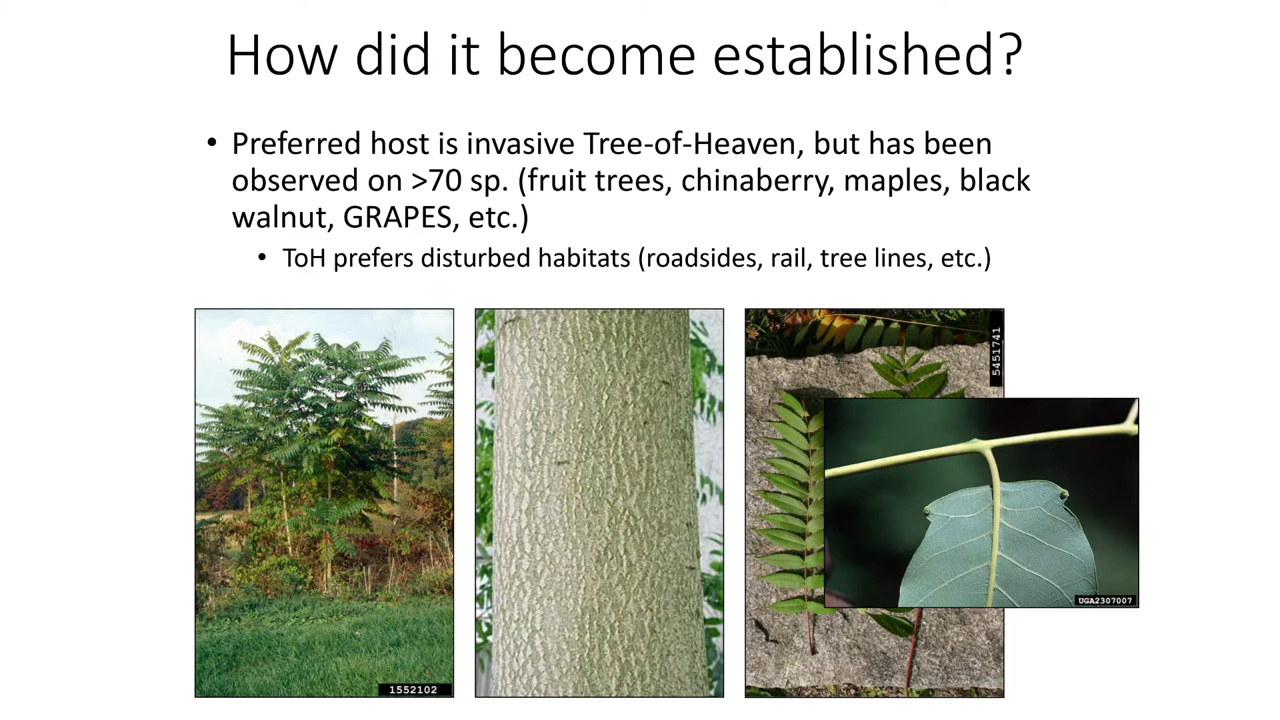 How did it become established?
• Preferred host is invasive Tree-of-Heaven, but has been
observed on >70 sp. (fruit trees, chinaberry, maples, black
walnut, GRAPES, etc.)
• ToH prefers disturbed habitats (roadsides, rail, tree lines, etc.)
5451741
UGA2307007
1552102